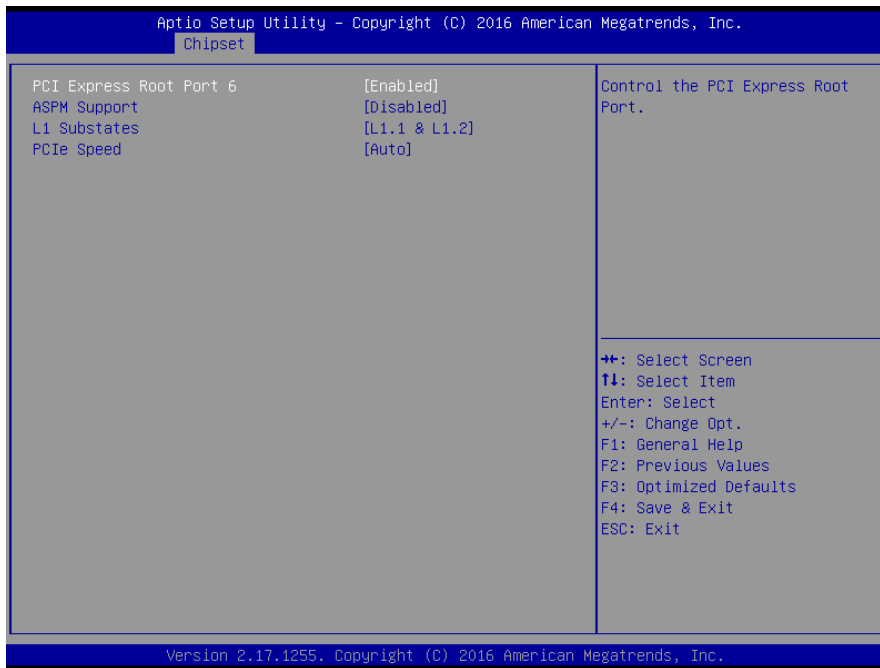 Aptio Setup Utility – Copyright (C) 2016 American Megatrends, Inc.
Chipset
PCI Express Root Port 6 [Enabled]
ASPM Support [Disabled]
L1 Substates [L1.1 & L1.2]
PCIe Speed [Auto]
Control the PCI Express Root
Port.
→←: Select Screen
↑↓: Select Item
Enter: Select
+/-: Change Opt.
F1: General Help
F2: Previous Values
F3: Optimized Defaults
F4: Save & Exit
ESC: Exit
Version 2.17.1255. Copyright (C) 2016 American Megatrends, Inc.